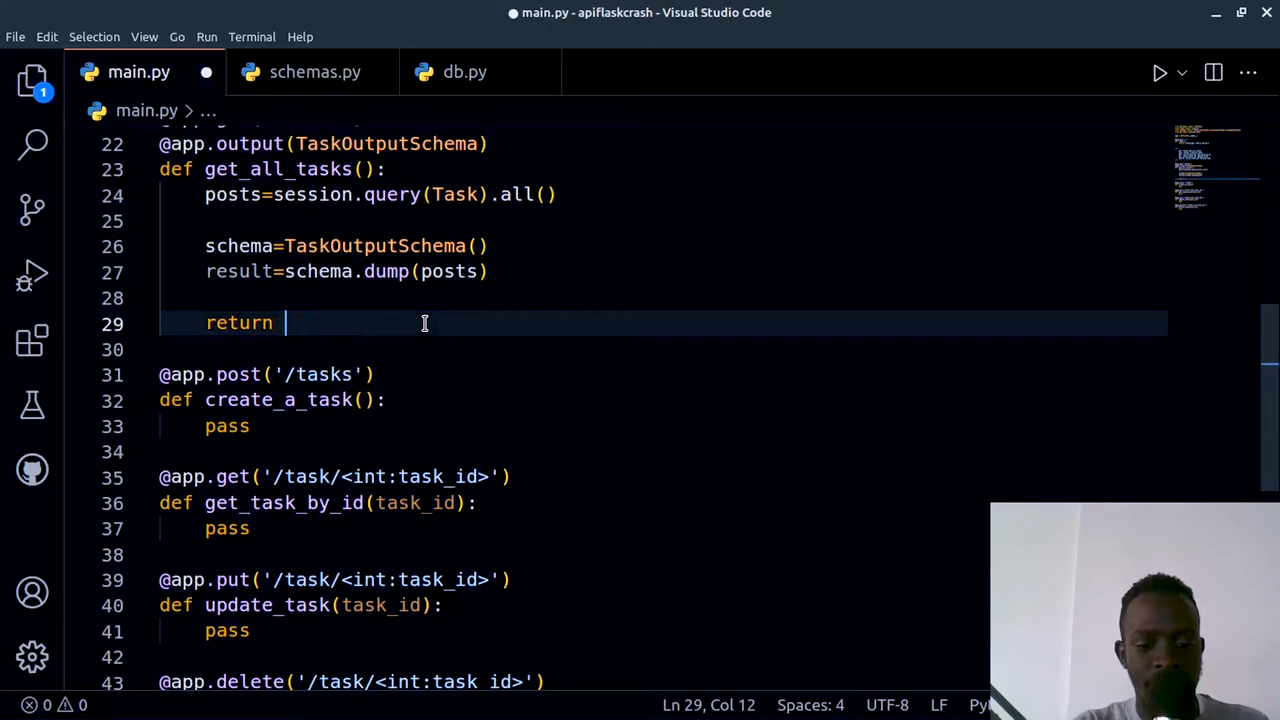 main.py - apiflaskcrash - Visual Studio Code
File Edit Selection View Go Run Terminal Help
main.py schemas.py db.py
1
main.py > ...
22 @app.output(TaskOutputSchema)
23 def get_all_tasks():
24 posts=session.query(Task).all()
25
26 schema=TaskOutputSchema()
27 result=schema.dump(posts)
28
29 return
30
31 @app.post('/tasks')
32 def create_a_task():
33 pass
34
35 @app.get('/task/<int:task_id>')
36 def get_task_by_id(task_id):
37 pass
38
39 @app.put('/task/<int:task_id>')
40 def update_task(task_id):
41 pass
42
43 @app.delete('/task/<int:task_id>')
0 0 Ln 29, Col 12 Spaces: 4 UTF-8 LF